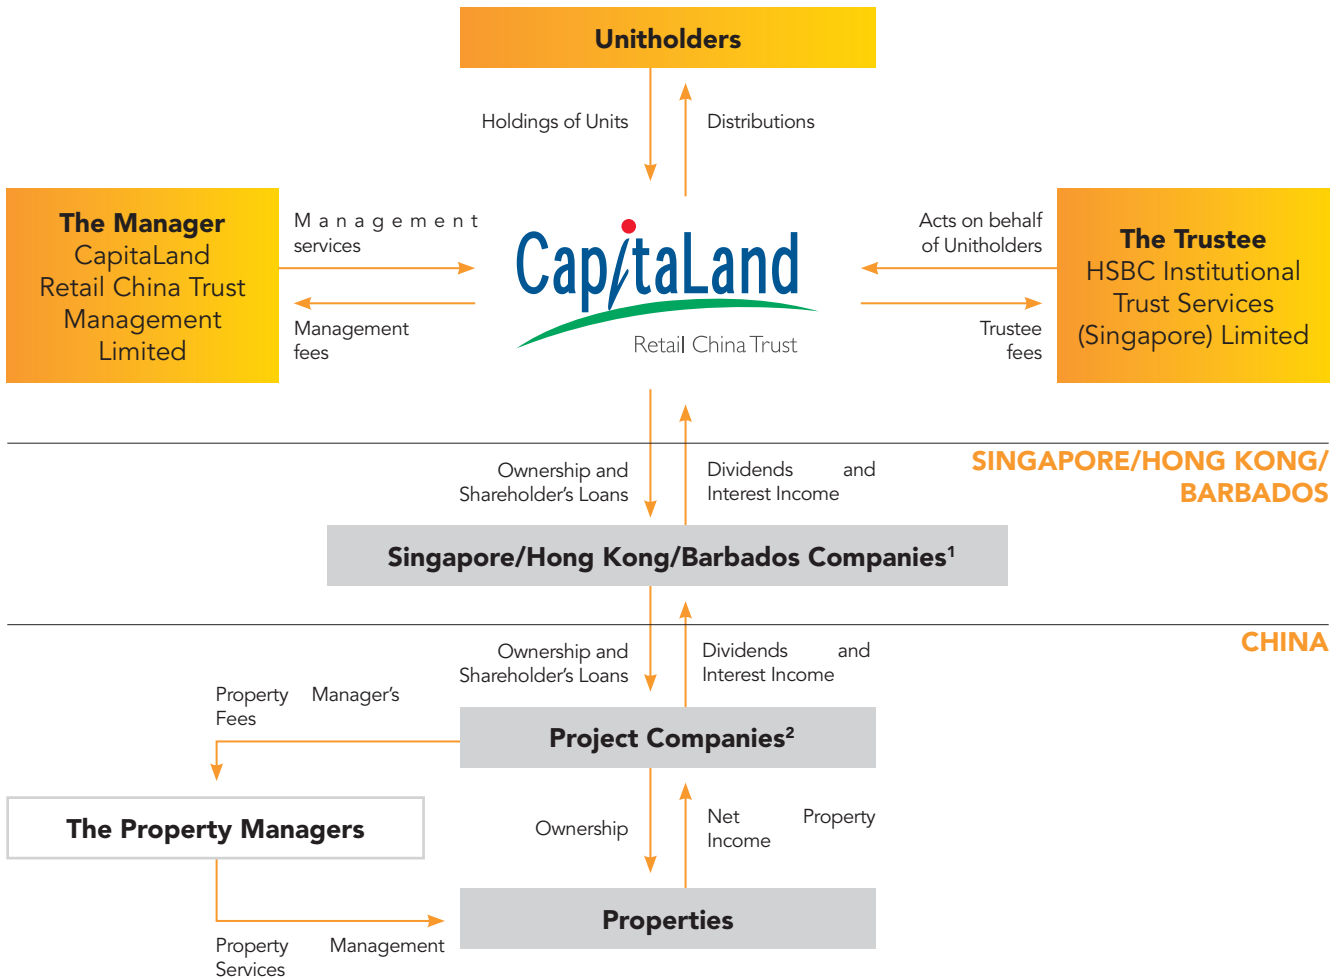 Unitholders
Holdings of Units
Distributions
The Manager
CapitaLand
Retail China Trust
Management
Limited
Management
services
Management
fees
CapitaLand
Retail China Trust
Acts on behalf
of Unitholders
Trustee
fees
The Trustee
HSBC Institutional
Trust Services
(Singapore) Limited
Ownership and
Shareholder’s Loans
Dividends and
Interest Income
SINGAPORE/HONG KONG/
BARBADOS
Singapore/Hong Kong/Barbados Companies¹
CHINA
Ownership and
Shareholder’s Loans
Dividends and
Interest Income
Property Manager’s
Fees
Project Companies²
The Property Managers
Ownership
Net Property
Income
Properties
Property Management
Services